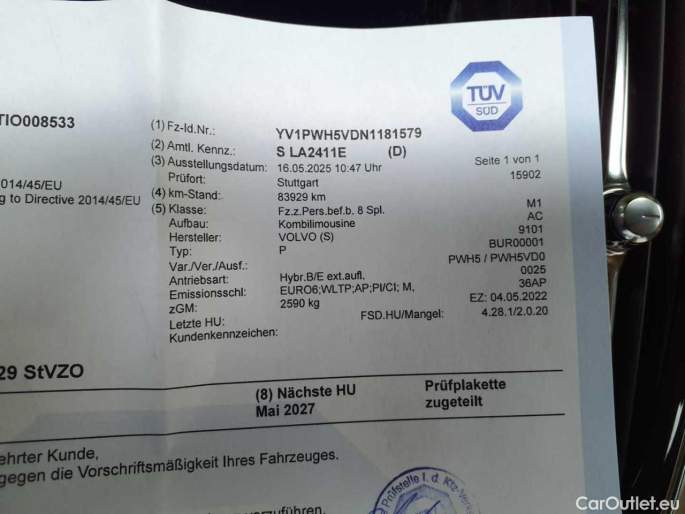 TIO008533
TÜV
SÜD
(1) Fz-Id.Nr.: YV1PWH5VDN1181579
(2) Amtl. Kennz.: S LA2411E (D)
(3) Ausstellungsdatum: 16.05.2025 10:47 Uhr Seite 1 von 1
Prüfort: Stuttgart 15902
(4) km-Stand: 83929 km
(5) Klasse: Fz.z.Pers.bef.b. 8 Spl. M1
Aufbau: Kombilimousine AC
Hersteller: VOLVO (S) 9101
Typ: P BUR00001
Var./Ver./Ausf.: PWH5 / PWH5VD0
Antriebsart: Hybr.B/E ext.aufl. 0025
Emissionsschl: EURO6;WLTP;AP;PI/CI; M, 36AP
zGM: 2590 kg EZ: 04.05.2022
Letzte HU: FSD.HU/Mangel: 4.28.1/2.0.20
Kundenkennzeichen:
2014/45/EU
g to Directive 2014/45/EU
29 StVZO
(8) Nächste HU Prüfplakette
Mai 2027 zugeteilt
ehrter Kunde,
gegen die Vorschriftsmäßigkeit Ihres Fahrzeuges.
vorzuführen.
Prüfstelle f. d. Kfz-Verk
CarOutlet.eu